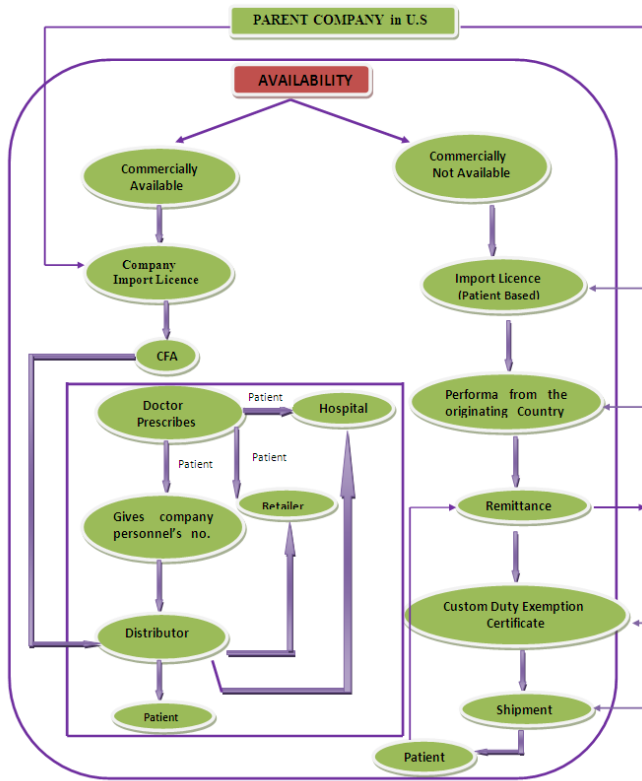 PARENT COMPANY in U.S
AVAILABILITY
Commercially
Available
Commercially
Not Available
Company
Import Licence
Import Licence
(Patient Based)
CFA
Doctor
Prescribes
Patient
Hospital
Performa from the
originating Country
Patient
Patient
Gives company
personnel's no.
Retailer
Remittance
Distributor
Custom Duty Exemption
Certificate
Patient
Shipment
Patient